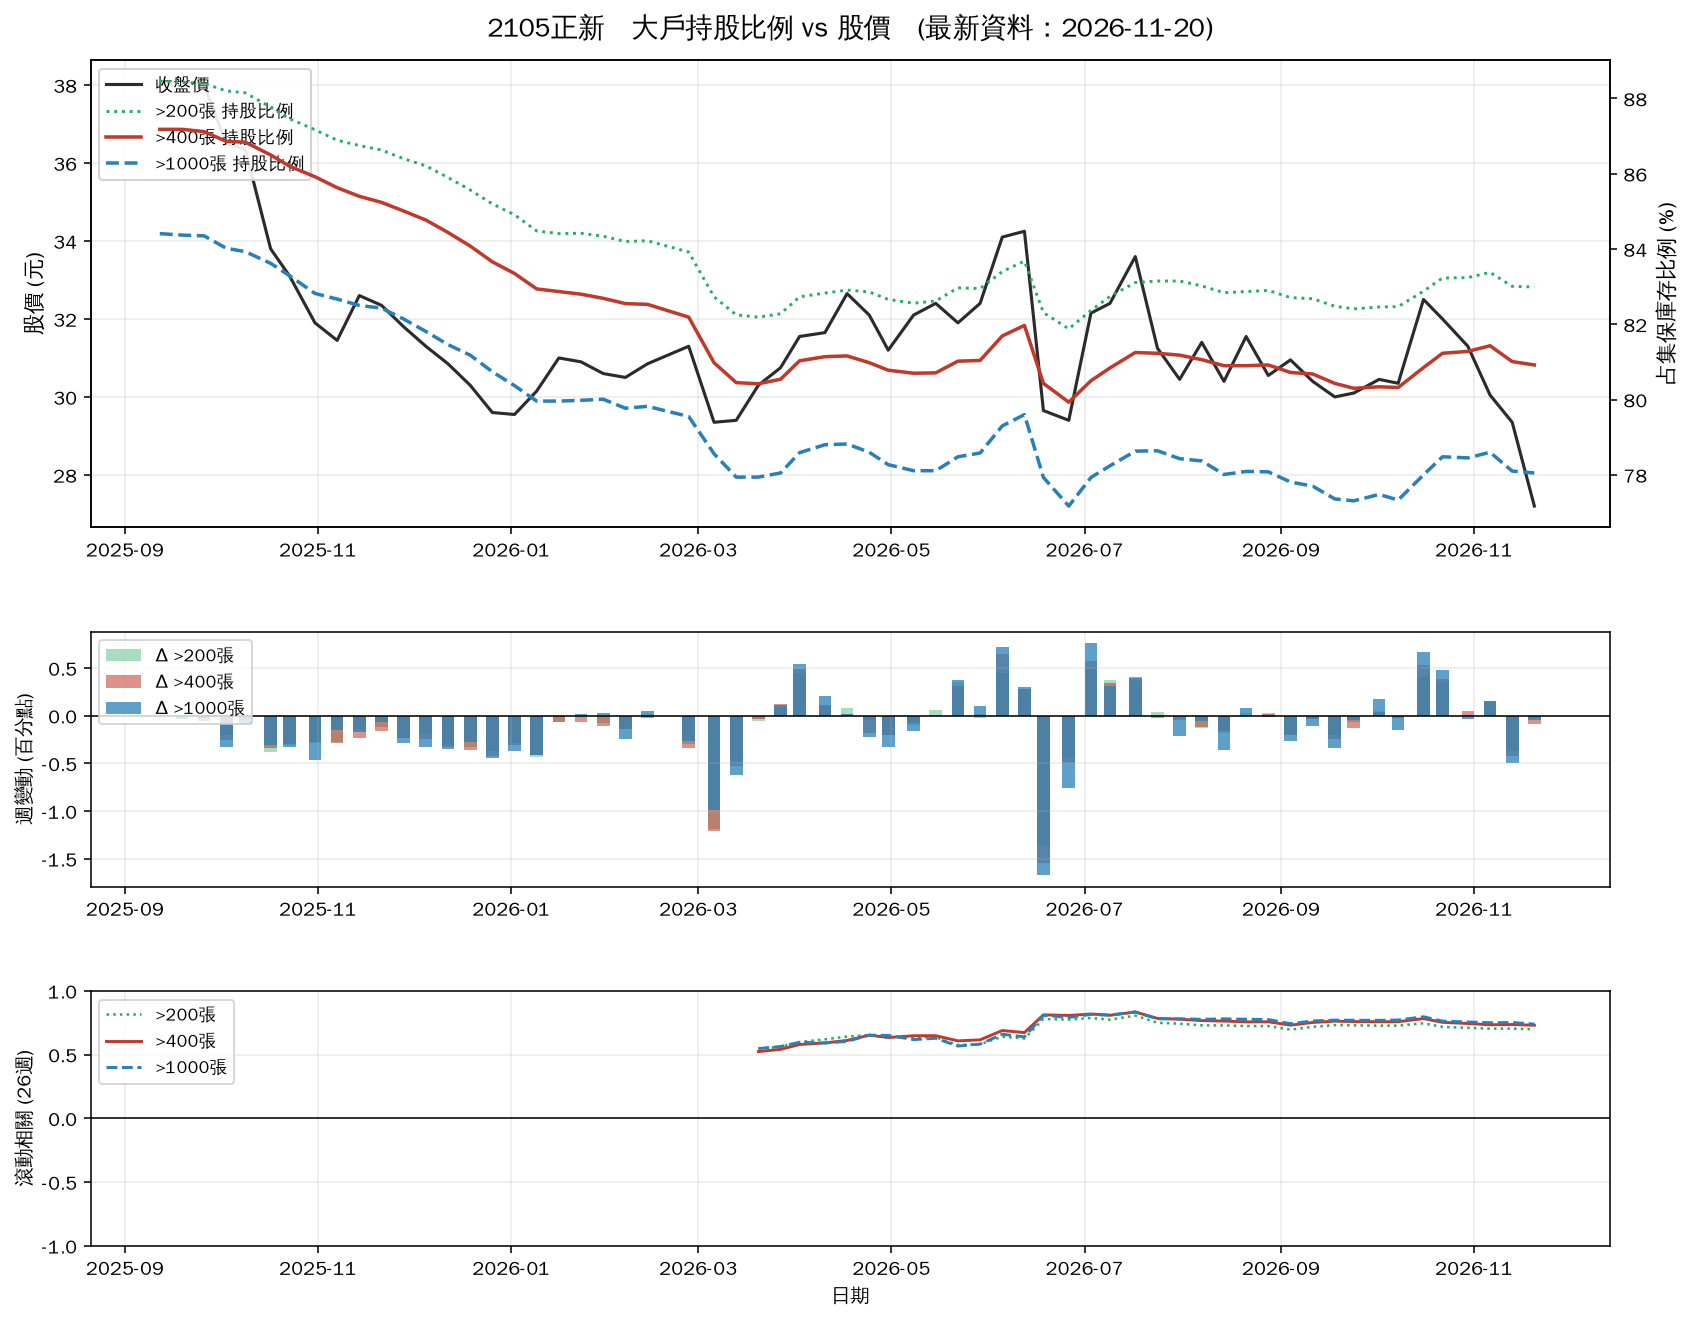 2105正新　大戶持股比例 vs 股價　(最新資料：2026-11-20)
收盤價
>200張 持股比例
>400張 持股比例
>1000張 持股比例
股價 (元)
38
36
34
32
30
28
占集保庫存比例 (%)
88
86
84
82
80
78
2025-09 2025-11 2026-01 2026-03 2026-05 2026-07 2026-09 2026-11
Δ >200張
Δ >400張
Δ >1000張
週變動 (百分點)
0.5
0.0
-0.5
-1.0
-1.5
2025-09 2025-11 2026-01 2026-03 2026-05 2026-07 2026-09 2026-11
>200張
>400張
>1000張
滾動相關 (26週)
1.0
0.5
0.0
-0.5
-1.0
2025-09 2025-11 2026-01 2026-03 2026-05 2026-07 2026-09 2026-11
日期